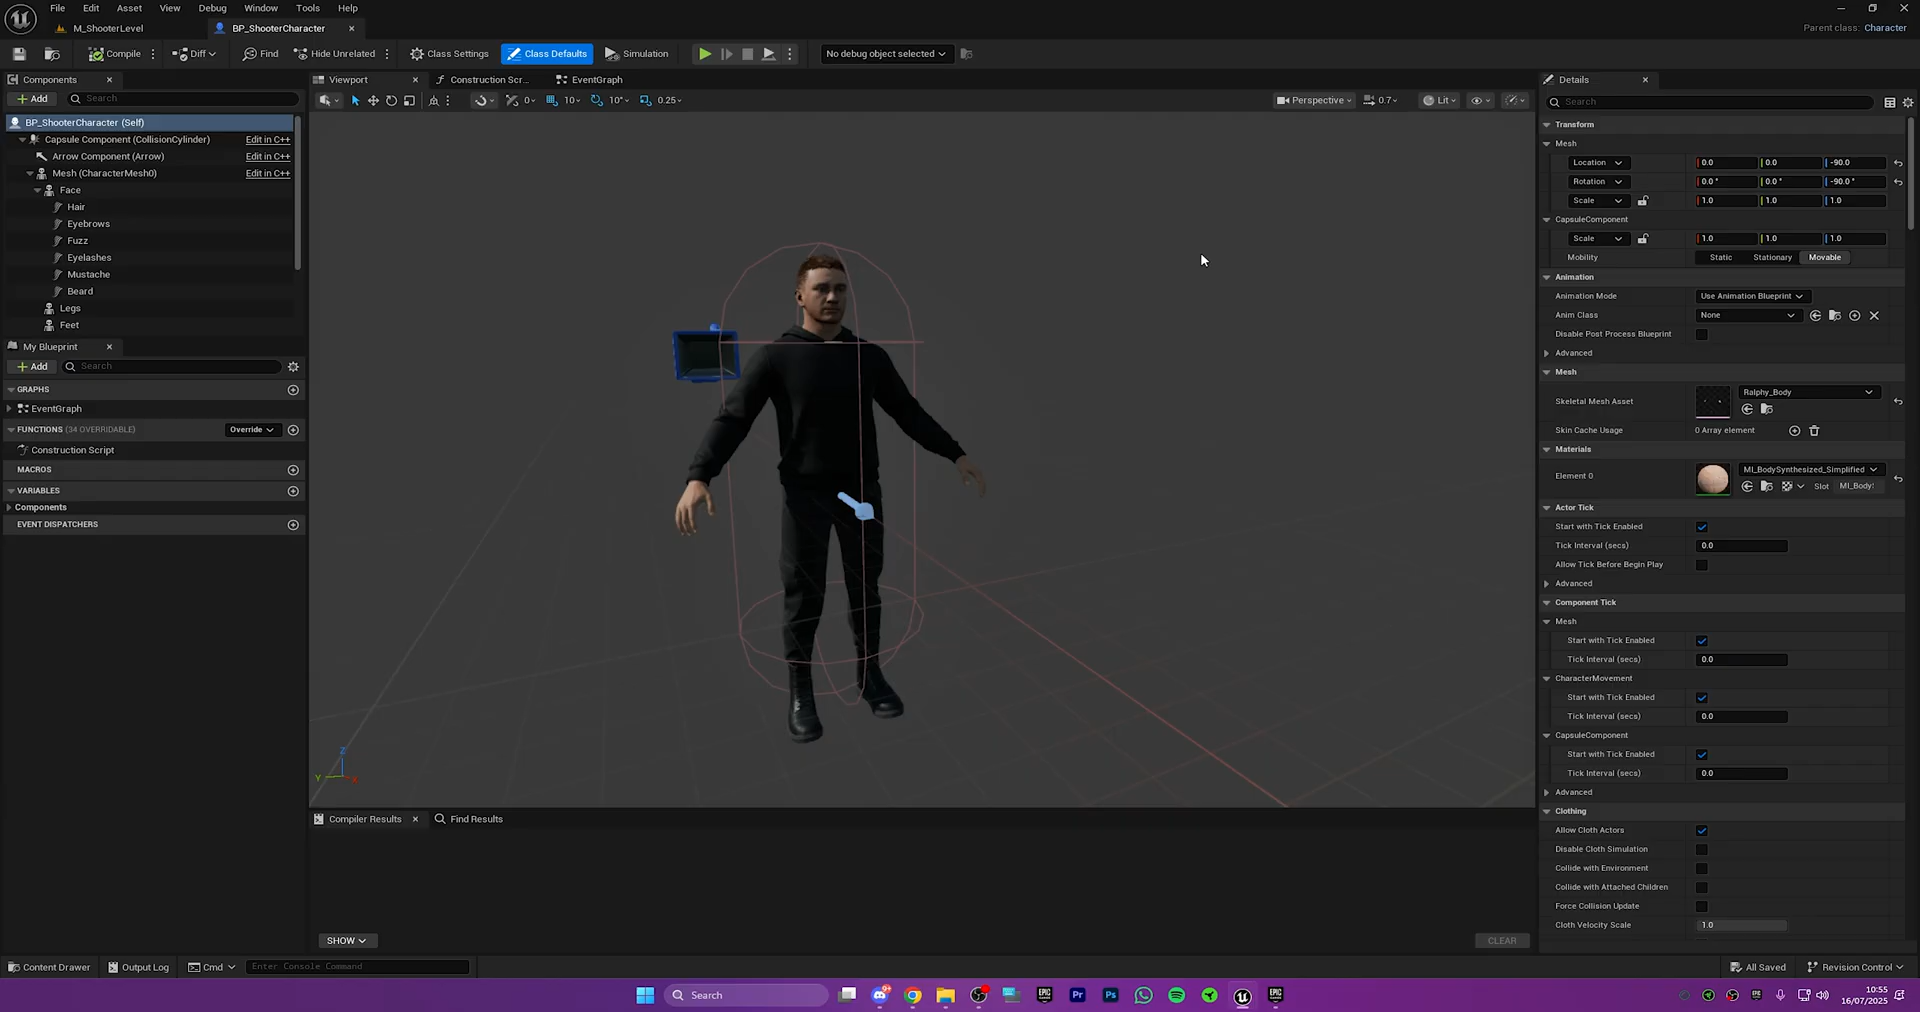 File Edit Asset View Debug Window Tools Help
M_ShooterLevel BP_ShooterCharacter
Parent class: Character
Compile Diff Find Hide Unrelated Class Settings Class Defaults Simulation No debug object selected
Components
Add Search
BP_ShooterCharacter (Self)
Capsule Component (CollisionCylinder) Edit in C++
Arrow Component (Arrow) Edit in C++
Mesh (CharacterMesh0) Edit in C++
Face
Hair
Eyebrows
Fuzz
Eyelashes
Mustache
Beard
Legs
Feet
My Blueprint
Add Search
GRAPHS
EventGraph
FUNCTIONS (34 OVERRIDABLE) Override
Construction Script
MACROS
VARIABLES
Components
EVENT DISPATCHERS
Viewport Construction Scr... EventGraph
0 10 10° 0.25 Perspective 0.7 Lit
Z
Y X
Compiler Results Find Results
SHOW CLEAR
Details
Search
Transform
Mesh
Location 0.0 0.0 -90.0
Rotation 0.0 ° 0.0 ° -90.0 °
Scale 1.0 1.0 1.0
CapsuleComponent
Scale 1.0 1.0 1.0
Mobility Static Stationary Movable
Animation
Animation Mode Use Animation Blueprint
Anim Class None
Disable Post Process Blueprint
Advanced
Mesh
Skeletal Mesh Asset Ralphy_Body
Skin Cache Usage 0 Array element
Materials
Element 0 MI_BodySynthesized_Simplified
Slot MI_Body:
Actor Tick
Start with Tick Enabled
Tick Interval (secs) 0.0
Allow Tick Before Begin Play
Advanced
Component Tick
Mesh
Start with Tick Enabled
Tick Interval (secs) 0.0
CharacterMovement
Start with Tick Enabled
Tick Interval (secs) 0.0
CapsuleComponent
Start with Tick Enabled
Tick Interval (secs) 0.0
Advanced
Clothing
Allow Cloth Actors
Disable Cloth Simulation
Collide with Environment
Collide with Attached Children
Force Collision Update
Cloth Velocity Scale 1.0
Content Drawer Output Log Cmd Enter Console Command All Saved Revision Control
Search EPIC Pr Ps EPIC
10:55
16/07/2025